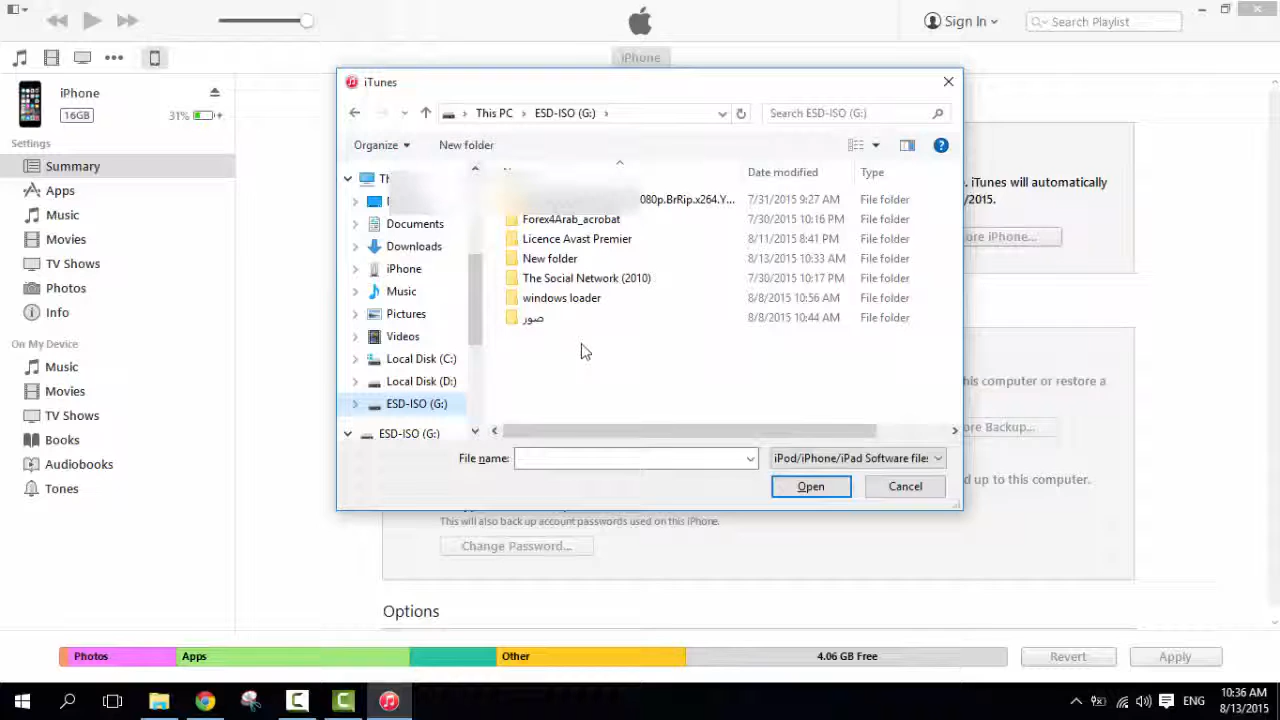 Sign In
Search Playlist
iPhone
iPhone
16GB
31%
Settings
Summary
Apps
Music
Movies
TV Shows
Photos
Info
On My Device
Music
Movies
TV Shows
Books
Audiobooks
Tones
iTunes
This PC
ESD-ISO (G:)
Search ESD-ISO (G:)
Organize
New folder
Date modified
Type
Documents
Downloads
iPhone
Music
Pictures
Videos
Local Disk (C:)
Local Disk (D:)
ESD-ISO (G:)
ESD-ISO (G:)
080p.BrRip.x264.Y... 7/31/2015 9:27 AM File folder
Forex4Arab_acrobat 7/30/2015 10:16 PM File folder
Licence Avast Premier 8/11/2015 8:41 PM File folder
New folder 8/13/2015 10:33 AM File folder
The Social Network (2010) 7/30/2015 10:17 PM File folder
windows loader 8/8/2015 10:56 AM File folder
صور 8/8/2015 10:44 AM File folder
File name:
iPod/iPhone/iPad Software files
Open
Cancel
. iTunes will automatically
/2015.
ore iPhone...
his computer or restore a
ore Backup...
d up to this computer.
This will also back up account passwords used on this iPhone.
Change Password...
Options
Photos
Apps
Other
4.06 GB Free
Revert
Apply
ENG
10:36 AM
8/13/2015